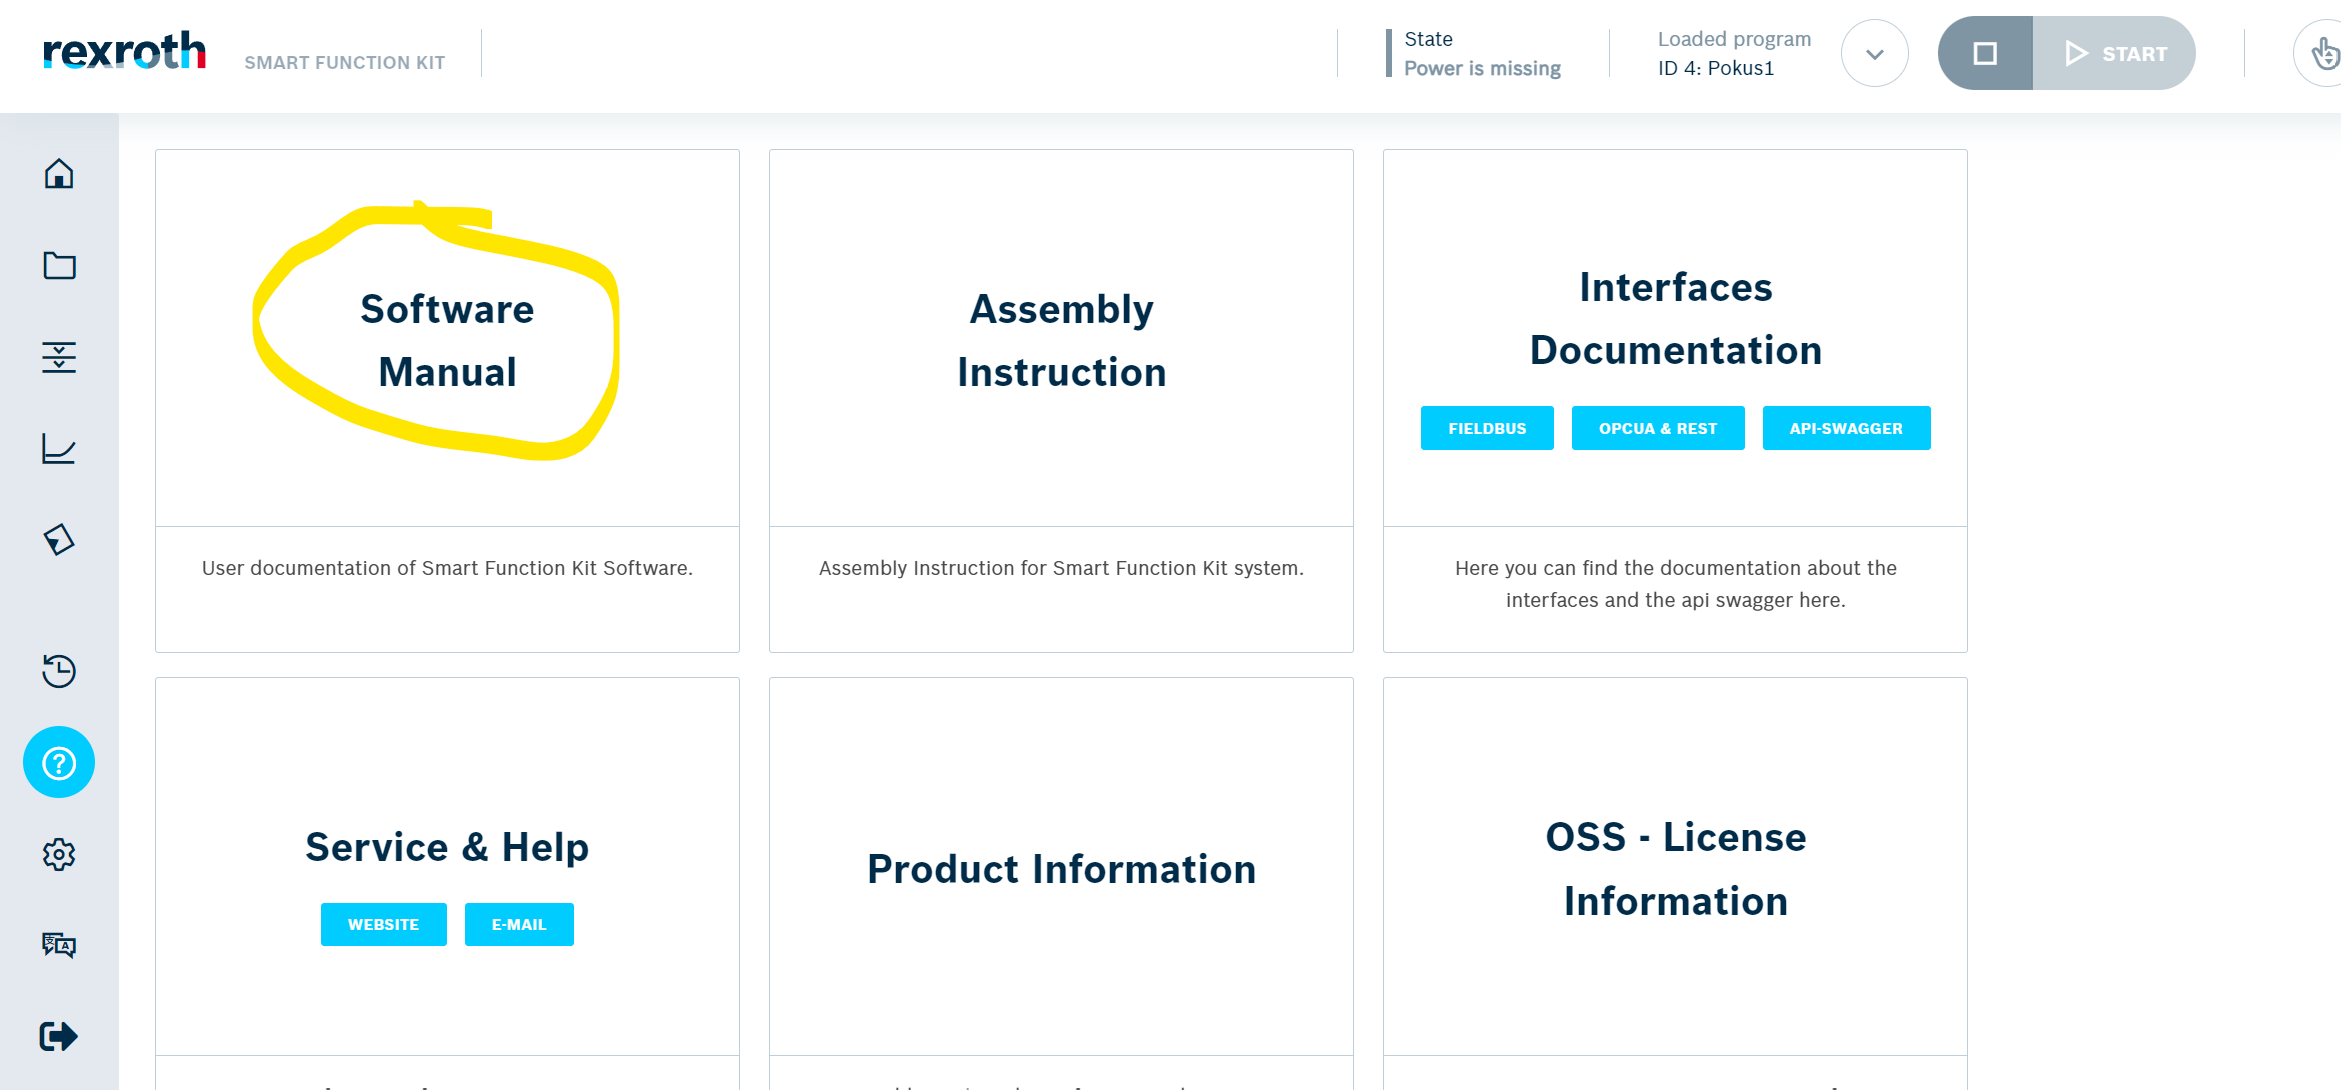 rexroth
SMART FUNCTION KIT
State
Power is missing
Loaded program
ID 4: Pokus1
START
Software
Manual
User documentation of Smart Function Kit Software.
Assembly
Instruction
Assembly Instruction for Smart Function Kit system.
Interfaces
Documentation
FIELDBUS
OPCUA & REST
API-SWAGGER
Here you can find the documentation about the
interfaces and the api swagger here.
Service & Help
WEBSITE
E-MAIL
Product Information
OSS - License
Information